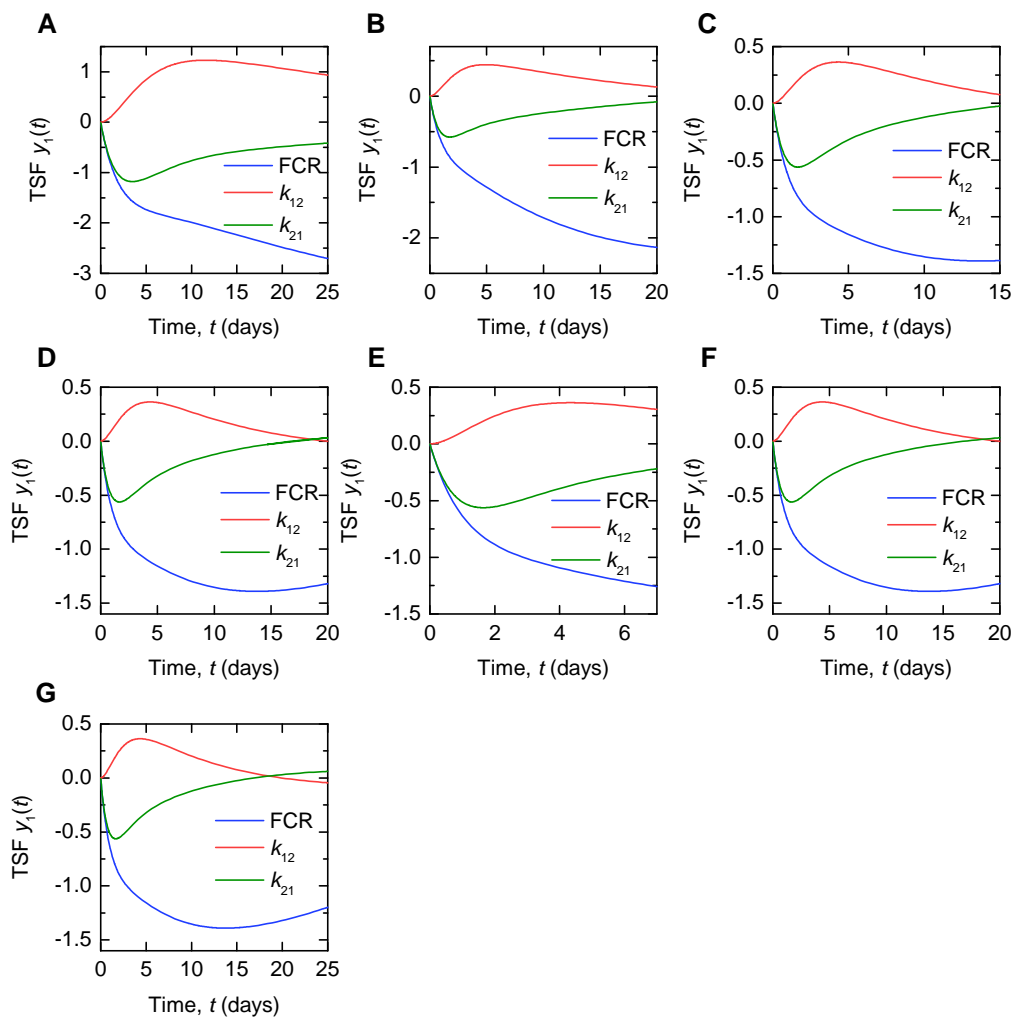 A
TSF y₁(t)
1
0
-1
-2
-3
0 5 10 15 20 25
Time, t (days)
FCR
k₁₂
k₂₁
B
TSF y₁(t)
0
-1
-2
0 5 10 15 20
Time, t (days)
FCR
k₁₂
k₂₁
C
TSF y₁(t)
0.5
0.0
-0.5
-1.0
-1.5
0 5 10 15
Time, t (days)
FCR
k₁₂
k₂₁
D
TSF y₁(t)
0.5
0.0
-0.5
-1.0
-1.5
0 5 10 15 20
Time, t (days)
FCR
k₁₂
k₂₁
E
TSF y₁(t)
0.5
0.0
-0.5
-1.0
-1.5
0 2 4 6
Time, t (days)
FCR
k₁₂
k₂₁
F
TSF y₁(t)
0.5
0.0
-0.5
-1.0
-1.5
0 5 10 15 20
Time, t (days)
FCR
k₁₂
k₂₁
G
TSF y₁(t)
0.5
0.0
-0.5
-1.0
-1.5
0 5 10 15 20 25
Time, t (days)
FCR
k₁₂
k₂₁